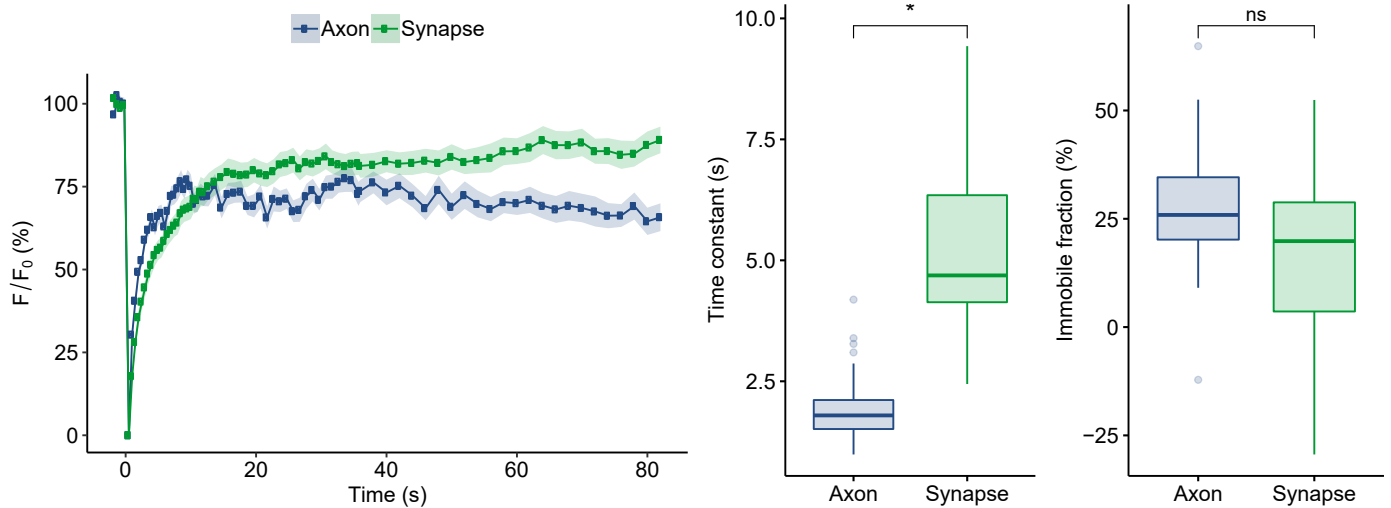 Axon Synapse
F/F0 (%)
100
75
50
25
0
0 20 40 60 80
Time (s)
Time constant (s)
10.0
7.5
5.0
2.5
*
Axon Synapse
Immobile fraction (%)
50
25
0
−25
ns
Axon Synapse